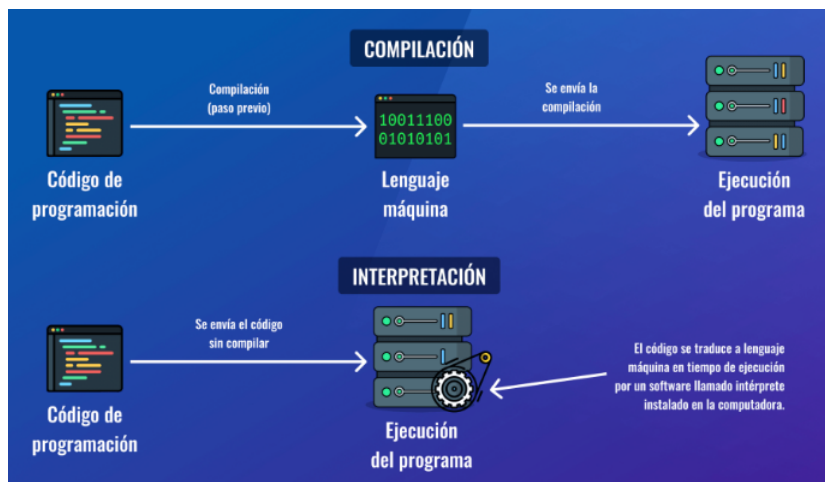 COMPILACIÓN
Compilación
(paso previo)
Se envía la
compilación
10011100
01010101
Código de
programación
Lenguaje
máquina
Ejecución
del programa
INTERPRETACIÓN
Se envía el código
sin compilar
El código se traduce a lenguaje
máquina en tiempo de ejecución
por un software llamado intérprete
instalado en la computadora.
Código de
programación
Ejecución
del programa